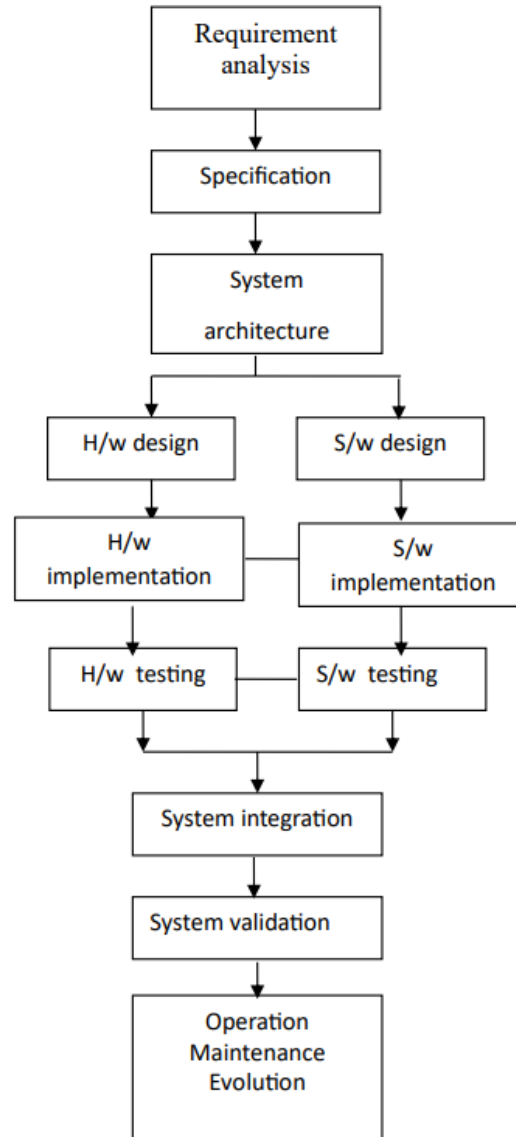 Requirement
analysis
Specification
System
architecture
H/w design
S/w design
H/w
implementation
S/w
implementation
H/w testing
S/w testing
System integration
System validation
Operation
Maintenance
Evolution